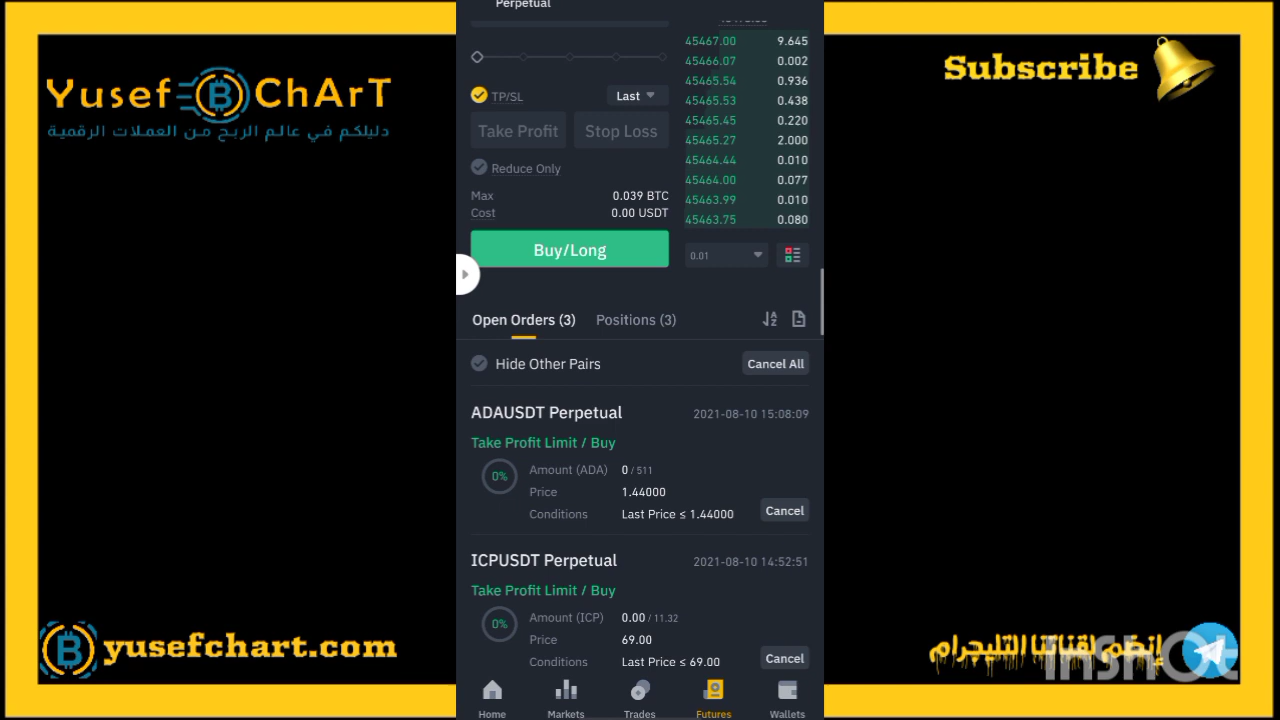 Yusef ChArT
دليلكم في عالم الربح من العملات الرقمية
Subscribe
Perpetual
45467.00 9.645
45466.07 0.002
45465.54 0.936
45465.53 0.438
45465.45 0.220
45465.27 2.000
45464.44 0.010
45464.00 0.077
45463.99 0.010
45463.75 0.080
0.01
TP/SL Last
Take Profit Stop Loss
Reduce Only
Max 0.039 BTC
Cost 0.00 USDT
Buy/Long
Open Orders (3) Positions (3)
Hide Other Pairs Cancel All
ADAUSDT Perpetual 2021-08-10 15:08:09
Take Profit Limit / Buy
0%
Amount (ADA) 0 / 511
Price 1.44000
Conditions Last Price ≤ 1.44000
Cancel
ICPUSDT Perpetual 2021-08-10 14:52:51
Take Profit Limit / Buy
0%
Amount (ICP) 0.00 / 11.32
Price 69.00
Conditions Last Price ≤ 69.00
Cancel
Home Markets Trades Futures Wallets
yusefchart.com
إنظم لقناتنا التليجرام
InShOt